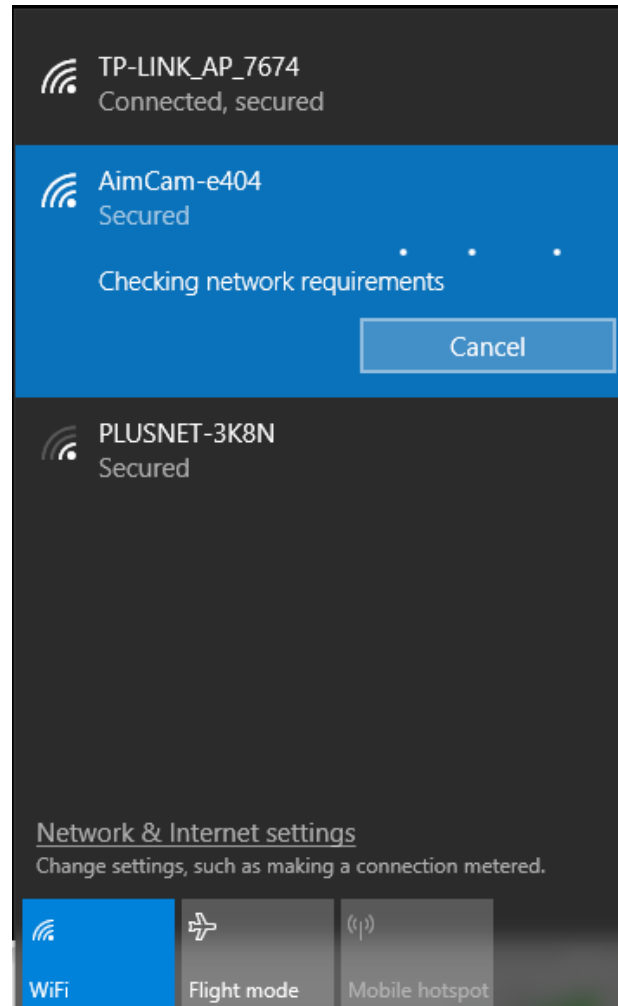 TP-LINK_AP_7674
Connected, secured
AimCam-e404
Secured
Checking network requirements
Cancel
PLUSNET-3K8N
Secured
Network & Internet settings
Change settings, such as making a connection metered.
WiFi
Flight mode
Mobile hotspot